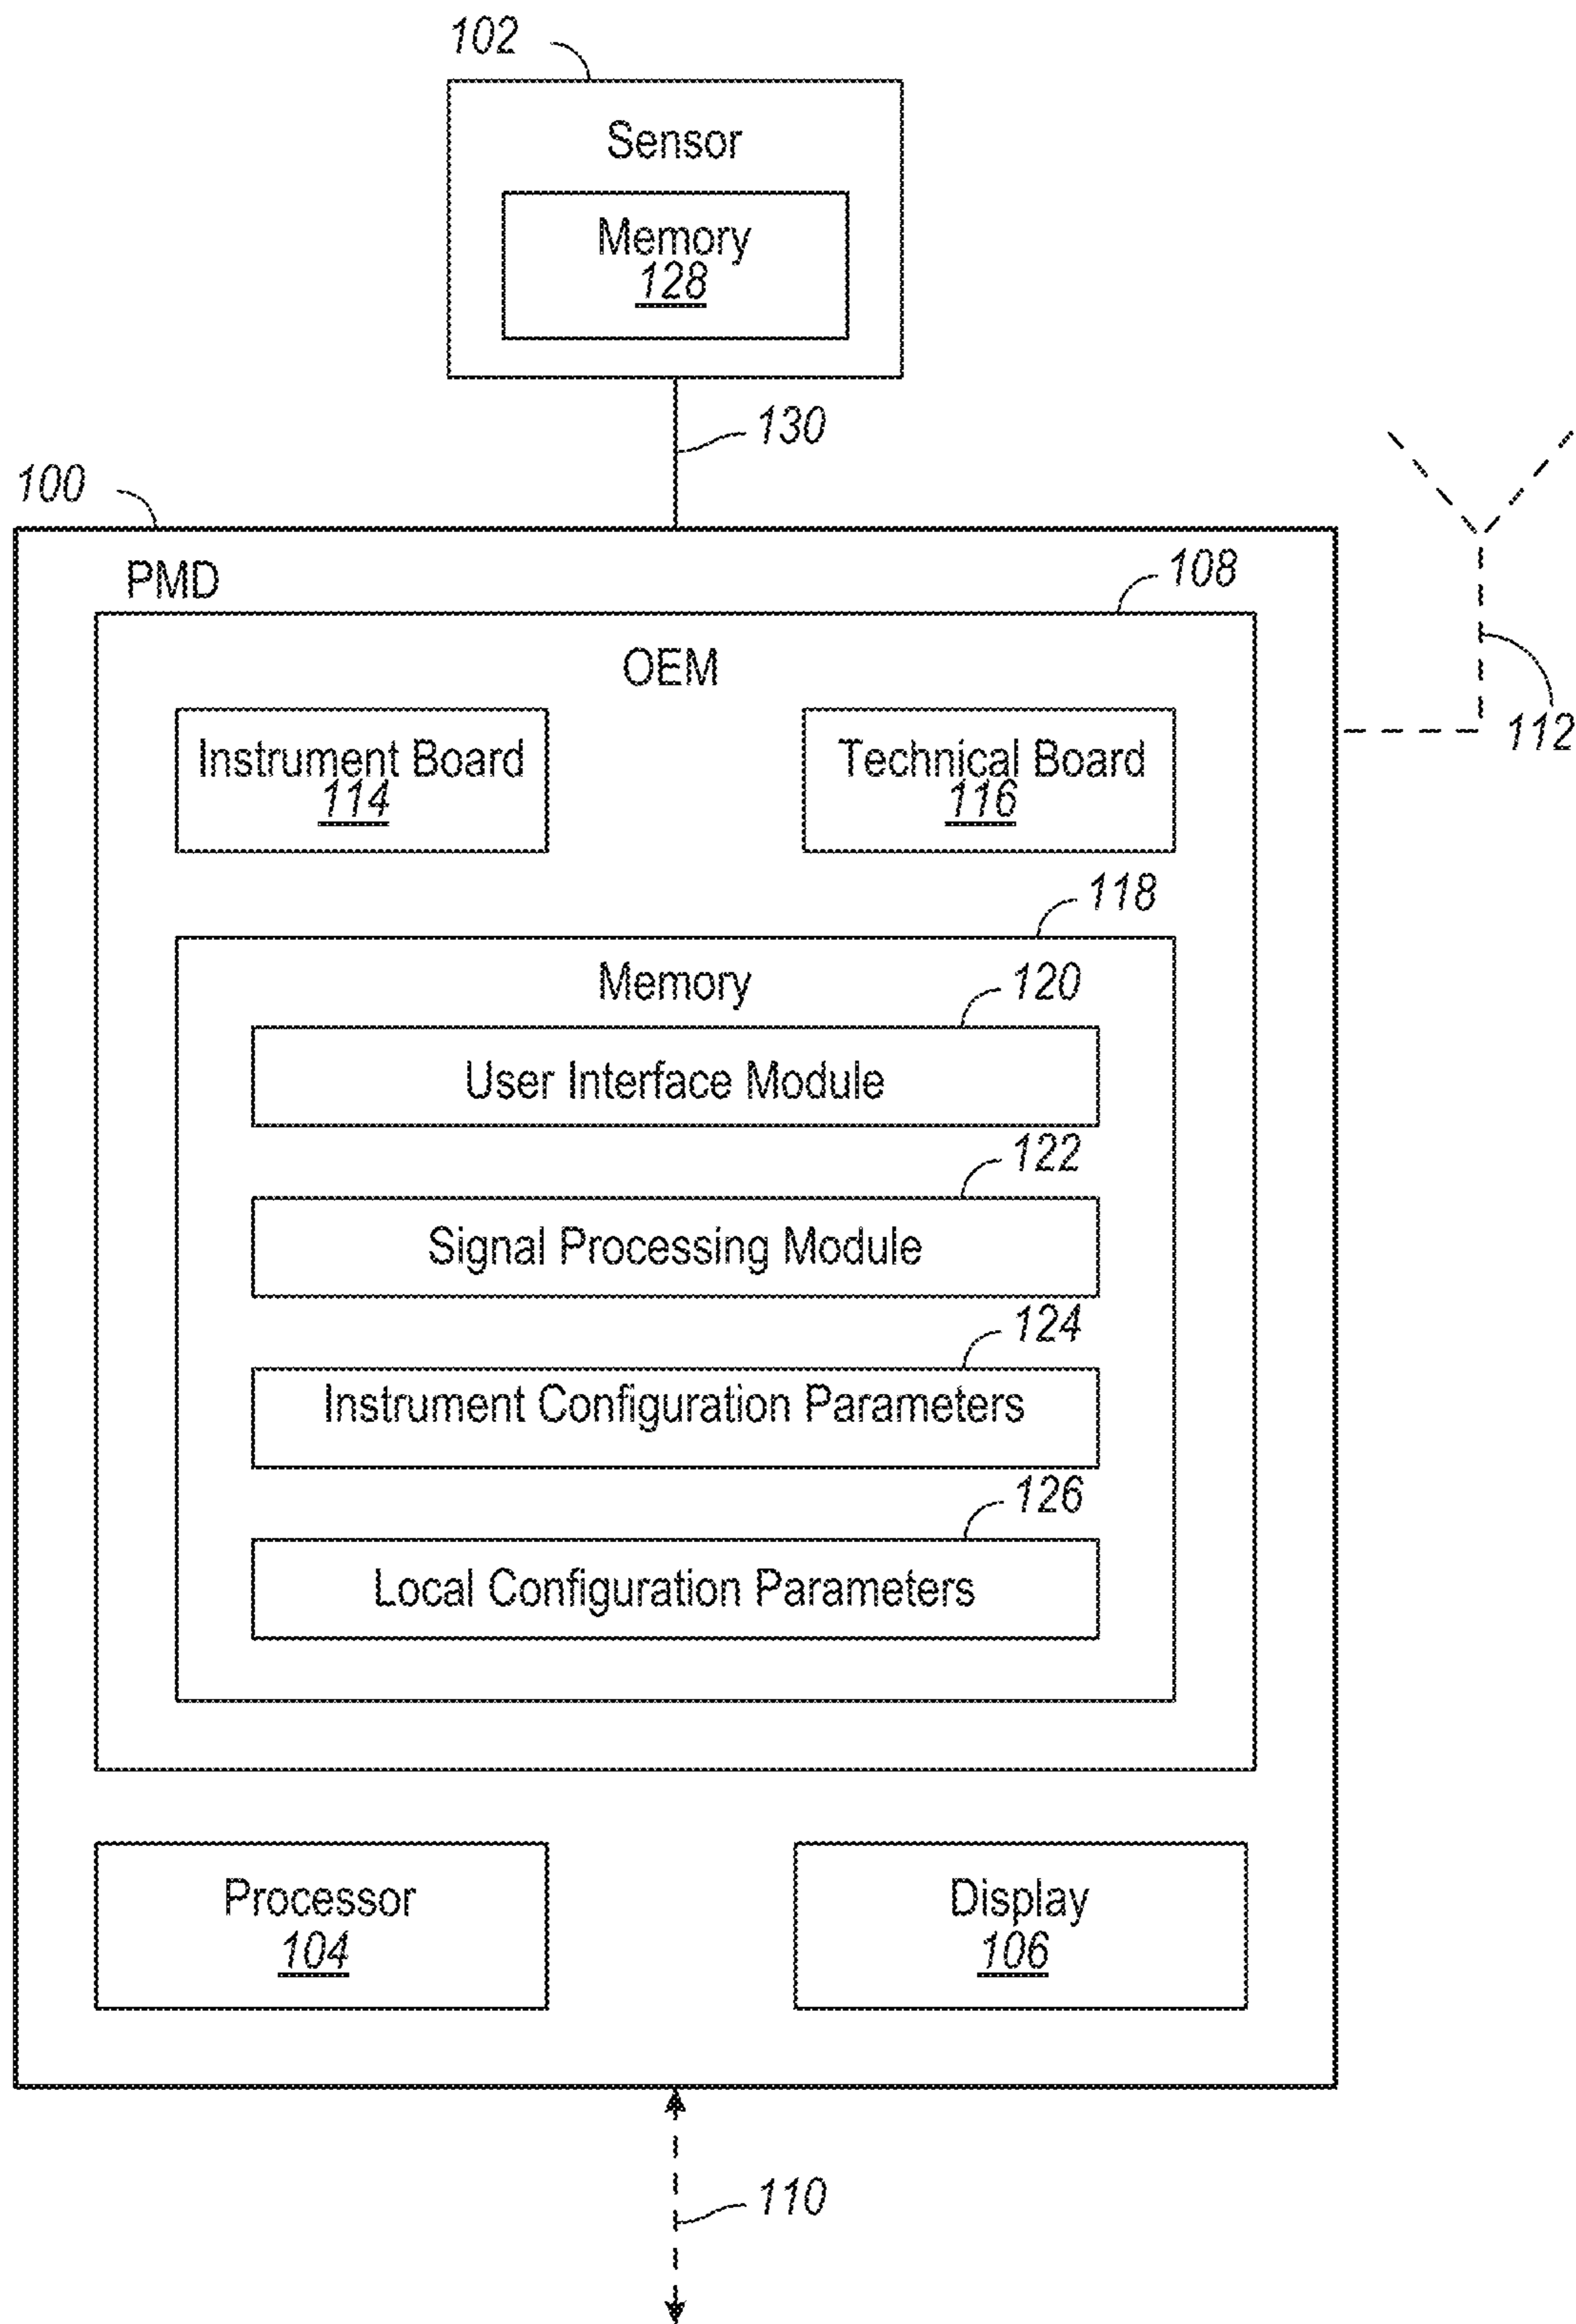 102
Sensor
Memory
128
130
100
PMD
108
OEM
Instrument Board
114
Technical Board
116
112
118
Memory
120
User Interface Module
122
Signal Processing Module
124
Instrument Configuration Parameters
126
Local Configuration Parameters
Processor
104
Display
106
110